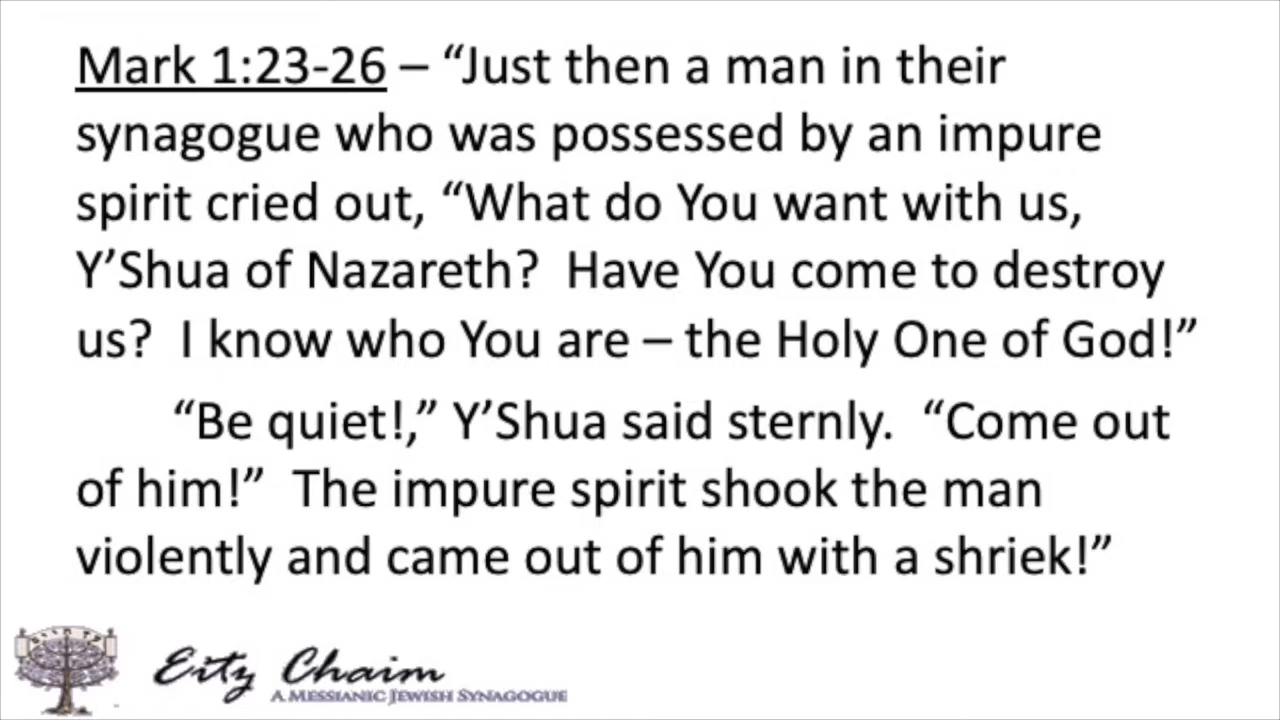 Mark 1:23-26 – “Just then a man in their
synagogue who was possessed by an impure
spirit cried out, “What do You want with us,
Y’Shua of Nazareth?  Have You come to destroy
us?  I know who You are – the Holy One of God!”
“Be quiet!,” Y’Shua said sternly.  “Come out
of him!”  The impure spirit shook the man
violently and came out of him with a shriek!”
Eitz Chaim
A MESSIANIC JEWISH SYNAGOGUE